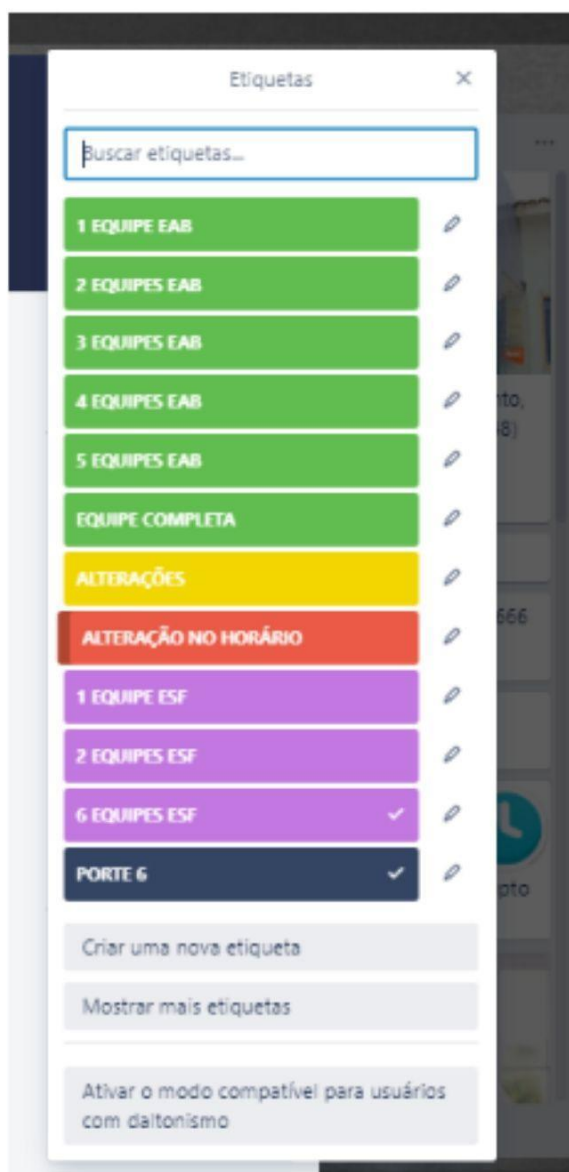 Etiquetas
Buscar etiquetas...
1 EQUIPE EAB
2 EQUIPES EAB
3 EQUIPES EAB
4 EQUIPES EAB
5 EQUIPES EAB
EQUIPE COMPLETA
ALTERAÇÕES
ALTERAÇÃO NO HORÁRIO
1 EQUIPE ESF
2 EQUIPES ESF
6 EQUIPES ESF
PORTE 6
Criar uma nova etiqueta
Mostrar mais etiquetas
Ativar o modo compatível para usuários
com daltonismo